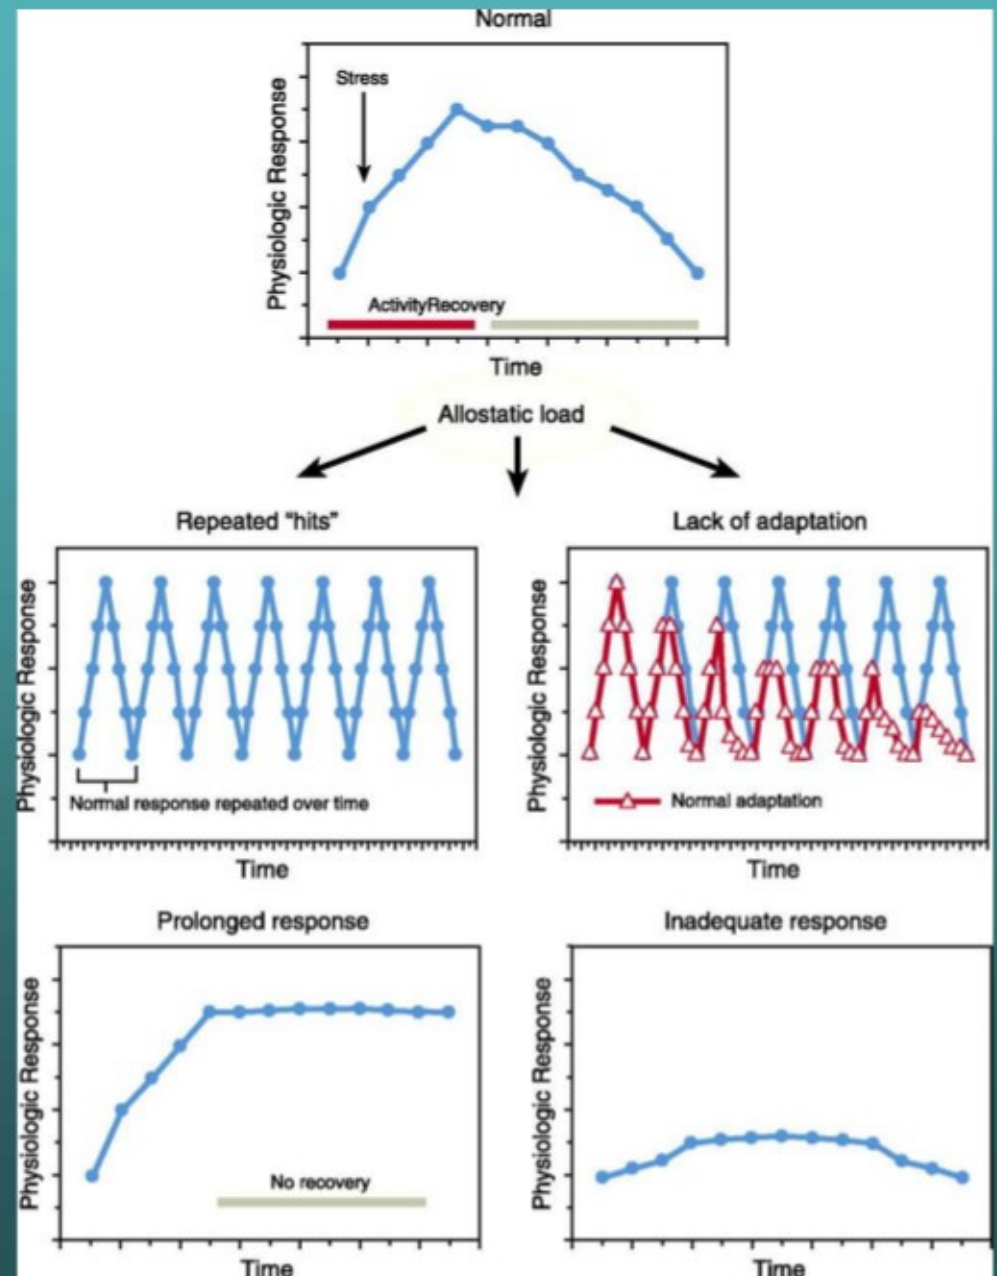 Normal
Stress
Physiologic Response
ActivityRecovery
Time
Allostatic load
Repeated “hits”
Physiologic Response
Normal response repeated over time
Time
Lack of adaptation
Physiologic Response
Normal adaptation
Time
Prolonged response
Physiologic Response
No recovery
Time
Inadequate response
Physiologic Response
Time